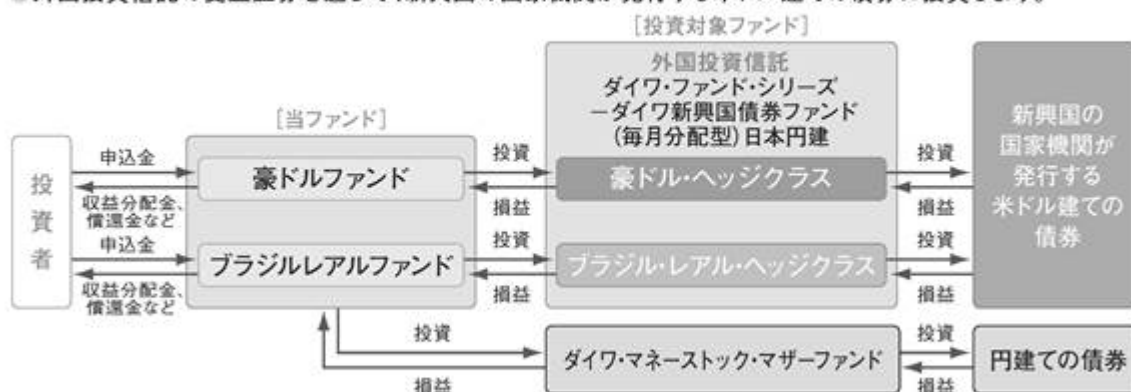 [投資対象ファンド]
外国投資信託
ダイワ・ファンド・シリーズ
－ダイワ新興国債券ファンド
(毎月分配型)日本円建
[当ファンド]
投資者
申込金
収益分配金、
償還金など
申込金
収益分配金、
償還金など
豪ドルファンド
ブラジルレアルファンド
投資
損益
投資
損益
豪ドル・ヘッジクラス
ブラジル・レアル・ヘッジクラス
投資
損益
投資
損益
新興国の
国家機関が
発行する
米ドル建ての
債券
投資
損益
ダイワ・マネーストック・マザーファンド
投資
損益
円建ての債券